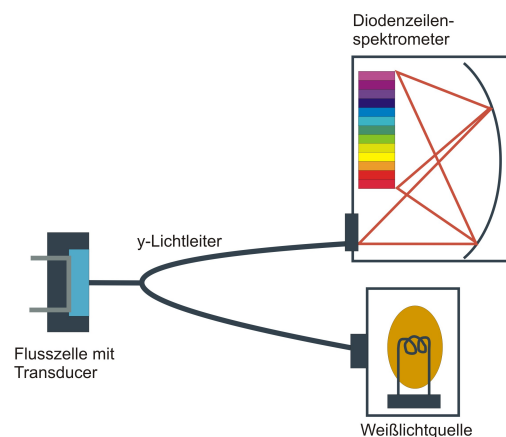 Diodenzeilen-
spektrometer
y-Lichtleiter
Flusszelle mit
Transducer
Weißlichtquelle